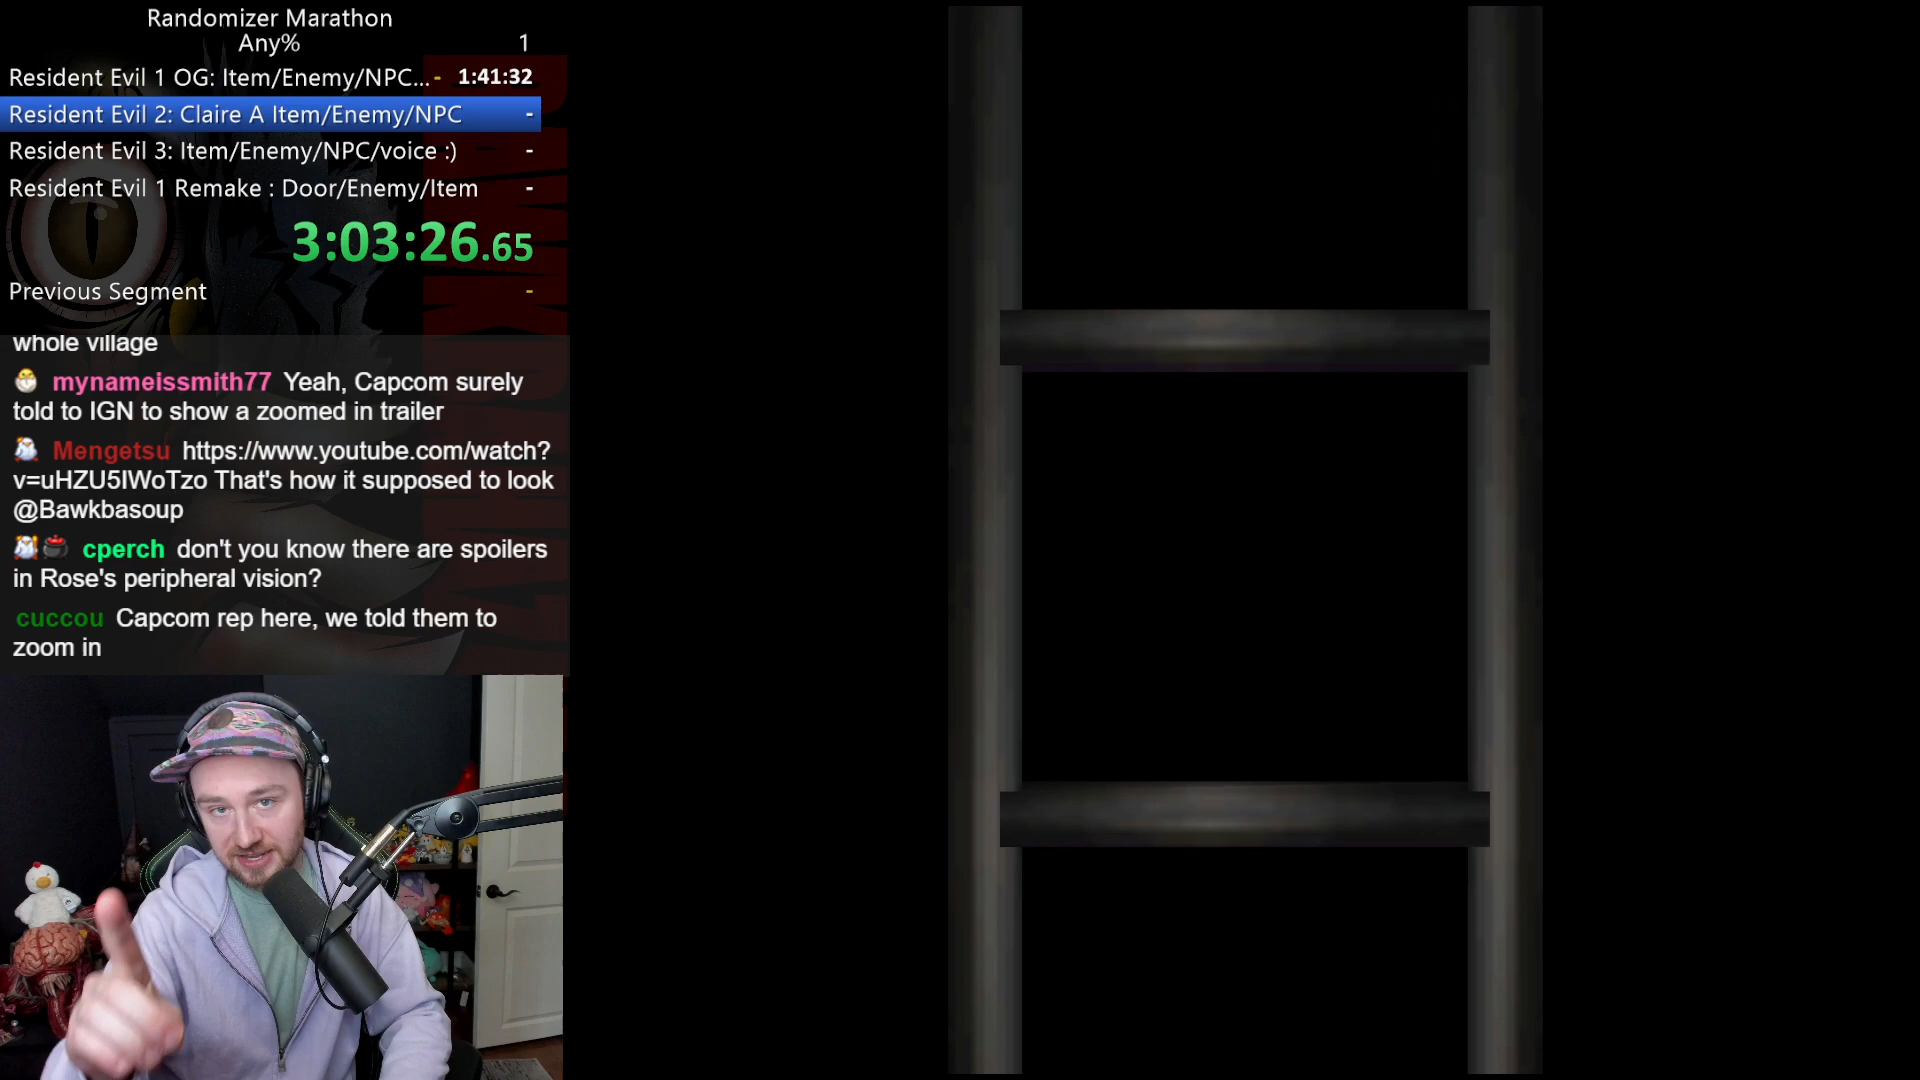 Randomizer Marathon
Any% 1
Resident Evil 1 OG: Item/Enemy/NPC... - 1:41:32
Resident Evil 2: Claire A Item/Enemy/NPC -
Resident Evil 3: Item/Enemy/NPC/voice :) -
Resident Evil 1 Remake : Door/Enemy/Item -
3:03:26.65
Previous Segment -
whole village
mynameissmith77 Yeah, Capcom surely
told to IGN to show a zoomed in trailer
Mengetsu https://www.youtube.com/watch?
v=uHZU5IWoTzo That's how it supposed to look
@Bawkbasoup
cperch don't you know there are spoilers
in Rose's peripheral vision?
cuccou Capcom rep here, we told them to
zoom in